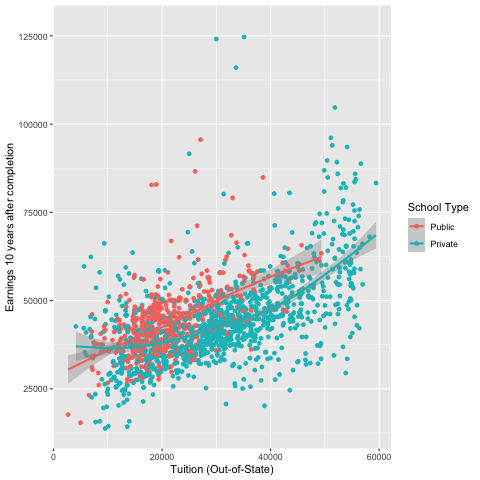 125000
100000
75000
50000
25000
0
20000
40000
60000
Tuition (Out-of-State)
Earnings 10 years after completion
School Type
Public
Private